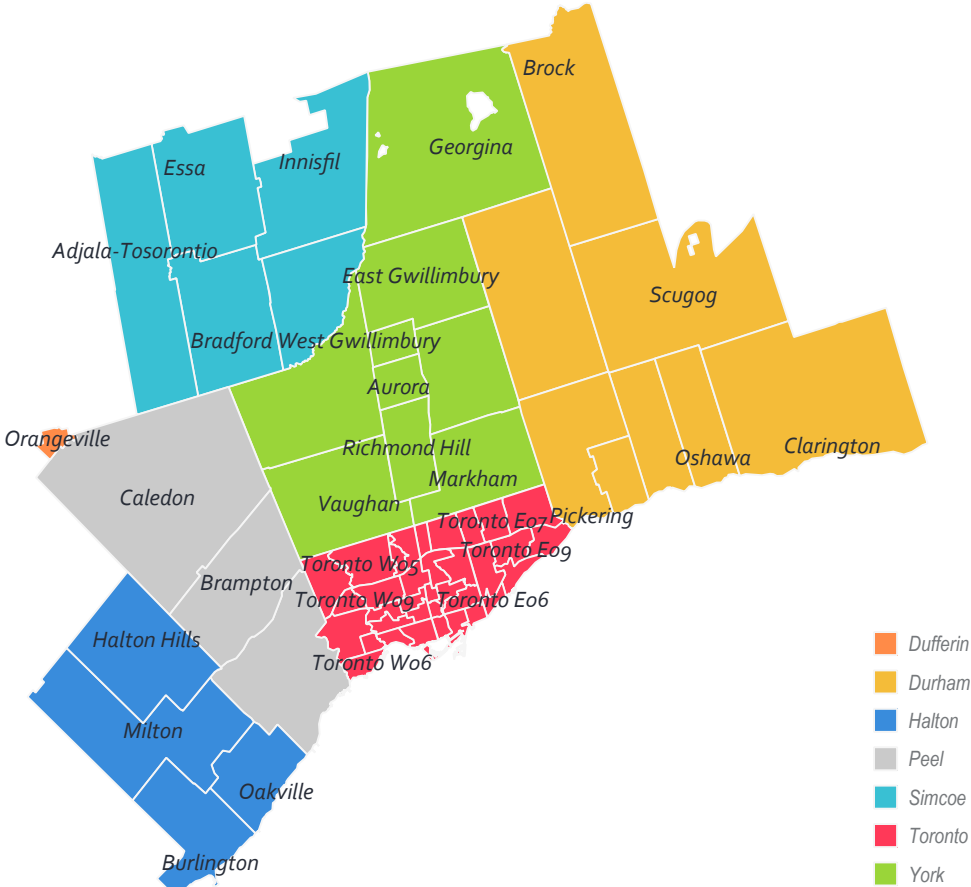 Brock
Georgina
Innisfil
Essa
Adjala-Tosorontio
East Gwillimbury
Scugog
Bradford West Gwillimbury
Aurora
Orangeville
Richmond Hill
Clarington
Oshawa
Markham
Caledon
Vaughan
Pickering
Toronto E07
Toronto E09
Toronto W05
Brampton
Toronto W09
Toronto E06
Halton Hills
Toronto W06
Milton
Oakville
Burlington
Dufferin
Durham
Halton
Peel
Simcoe
Toronto
York